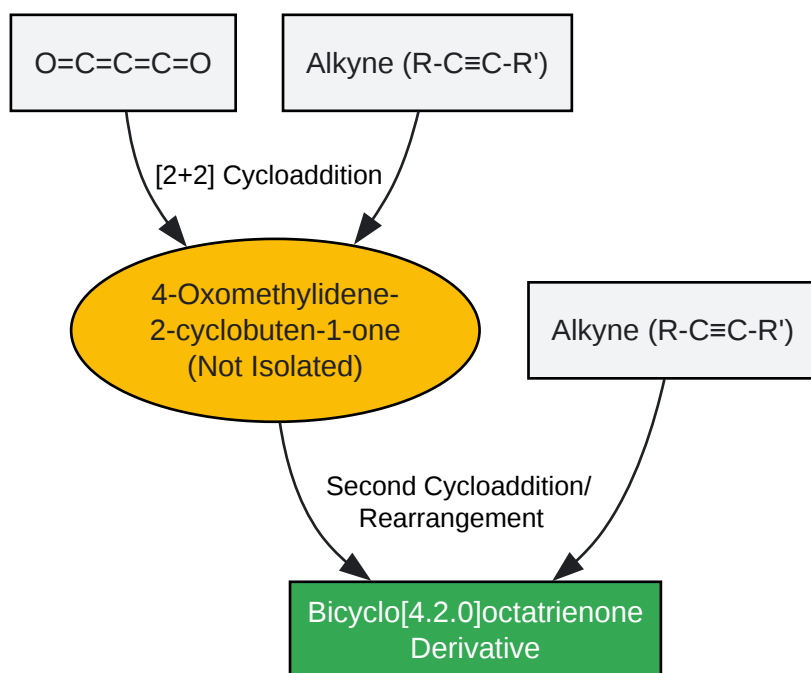 O=C=C=C=O
Alkyne (R-C≡C-R')
[2+2] Cycloaddition
4-Oxomethylidene-
2-cyclobuten-1-one
(Not Isolated)
Alkyne (R-C≡C-R')
Second Cycloaddition/
Rearrangement
Bicyclo[4.2.0]octatrienone
Derivative